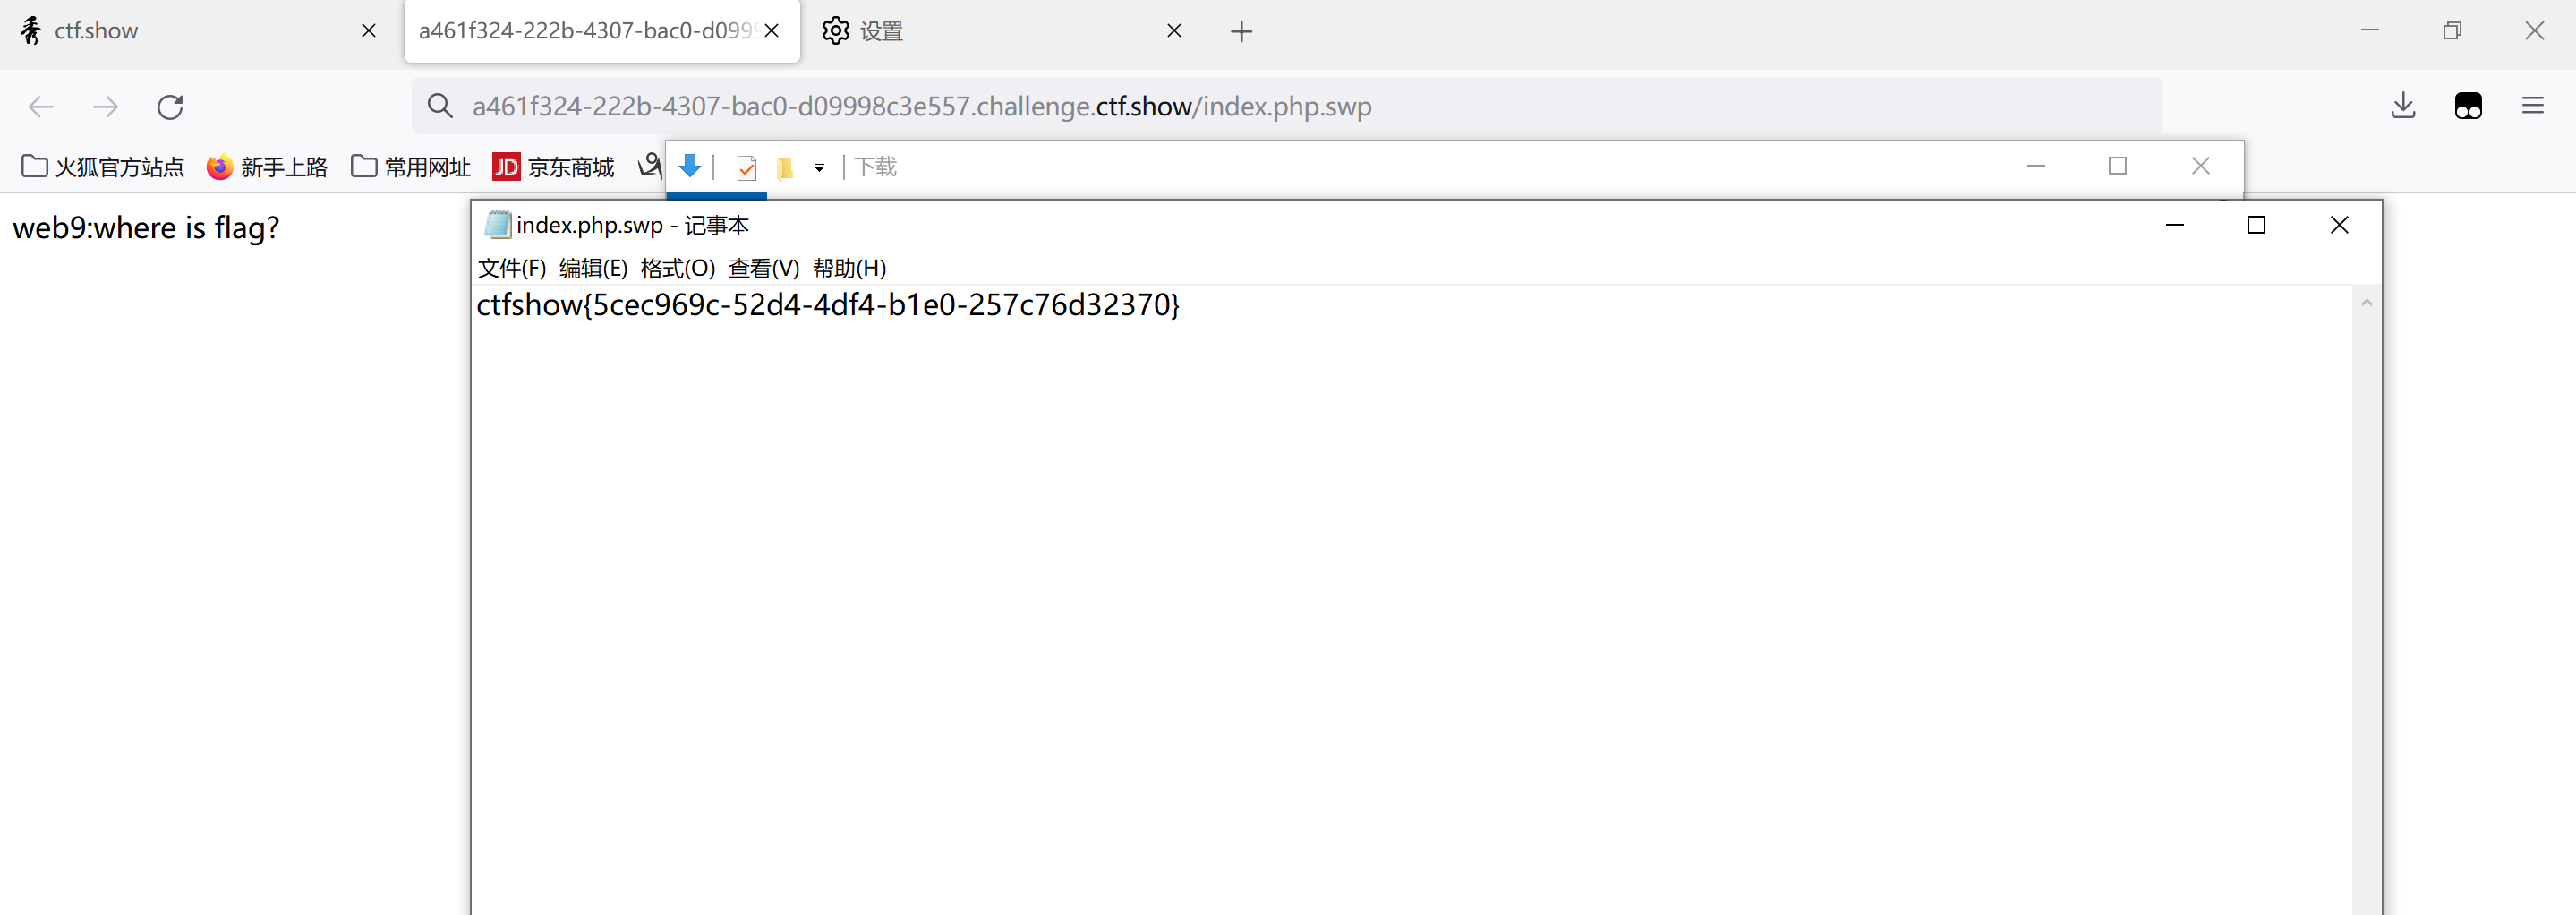 ctf.show
a461f324-222b-4307-bac0-d0999
设置
a461f324-222b-4307-bac0-d09998c3e557.challenge.ctf.show/index.php.swp
火狐官方站点 新手上路 常用网址 JD 京东商城
下载
web9:where is flag?
index.php.swp - 记事本
文件(F) 编辑(E) 格式(O) 查看(V) 帮助(H)
ctfshow{5cec969c-52d4-4df4-b1e0-257c76d32370}